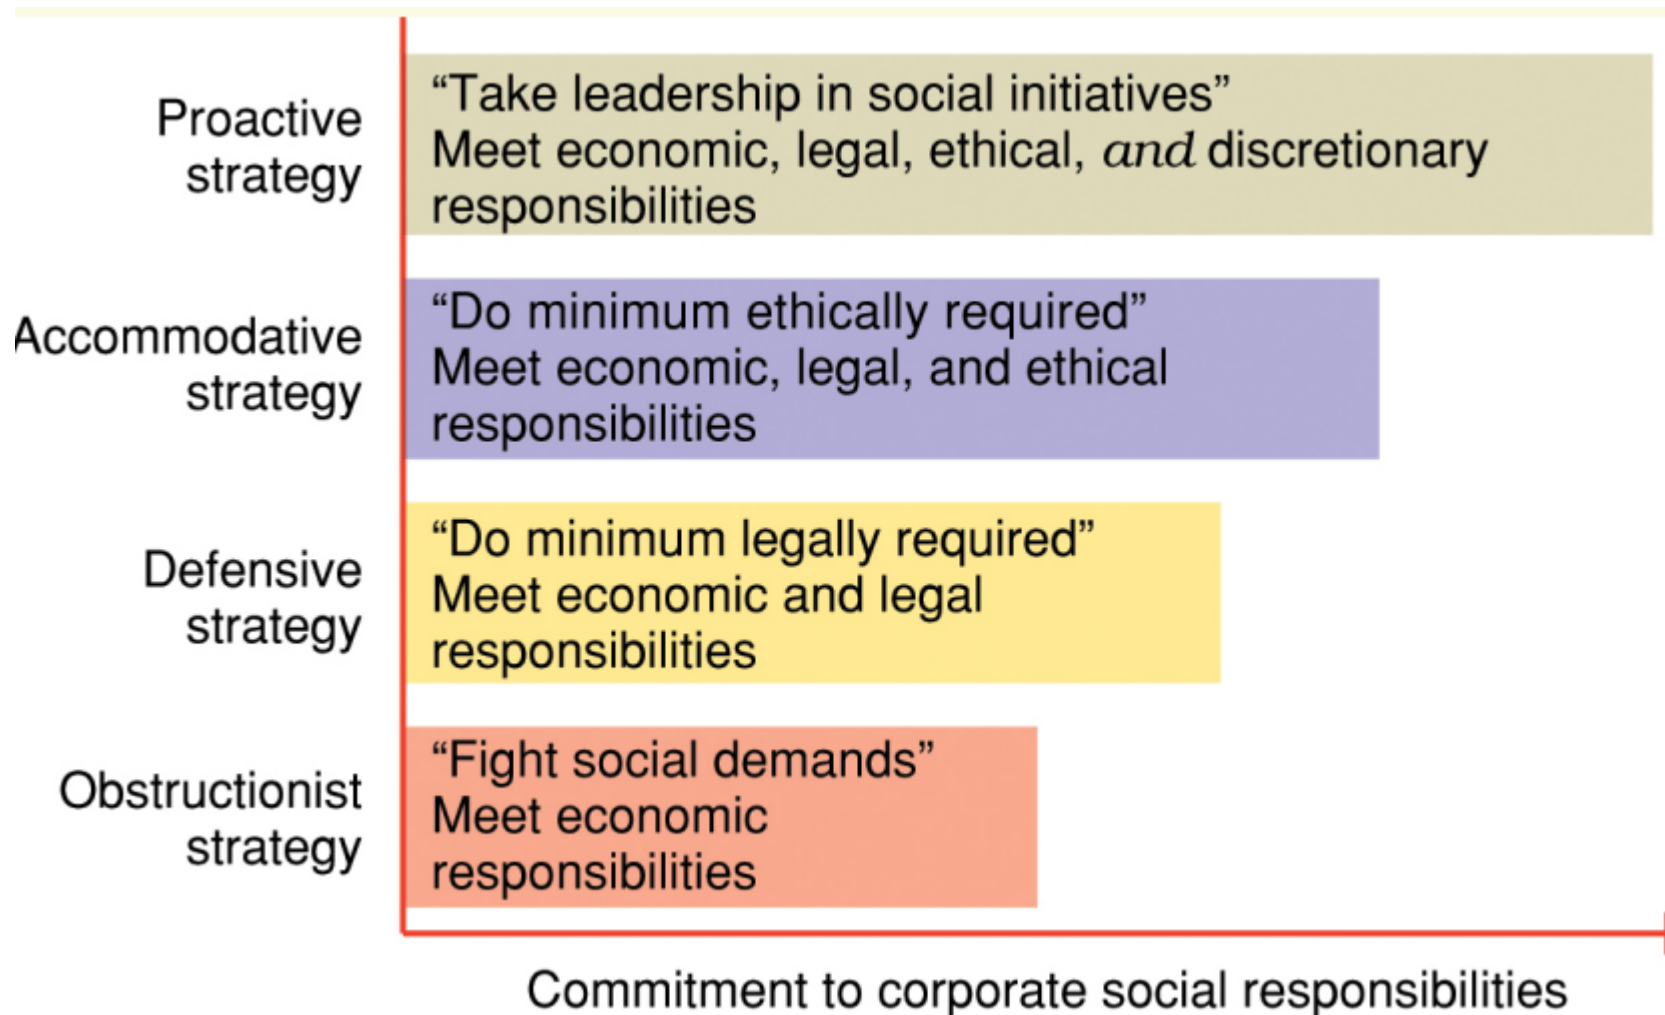 Proactive
strategy
“Take leadership in social initiatives”
Meet economic, legal, ethical, and discretionary
responsibilities
Accommodative
strategy
“Do minimum ethically required”
Meet economic, legal, and ethical
responsibilities
Defensive
strategy
“Do minimum legally required”
Meet economic and legal
responsibilities
Obstructionist
strategy
“Fight social demands”
Meet economic
responsibilities
Commitment to corporate social responsibilities